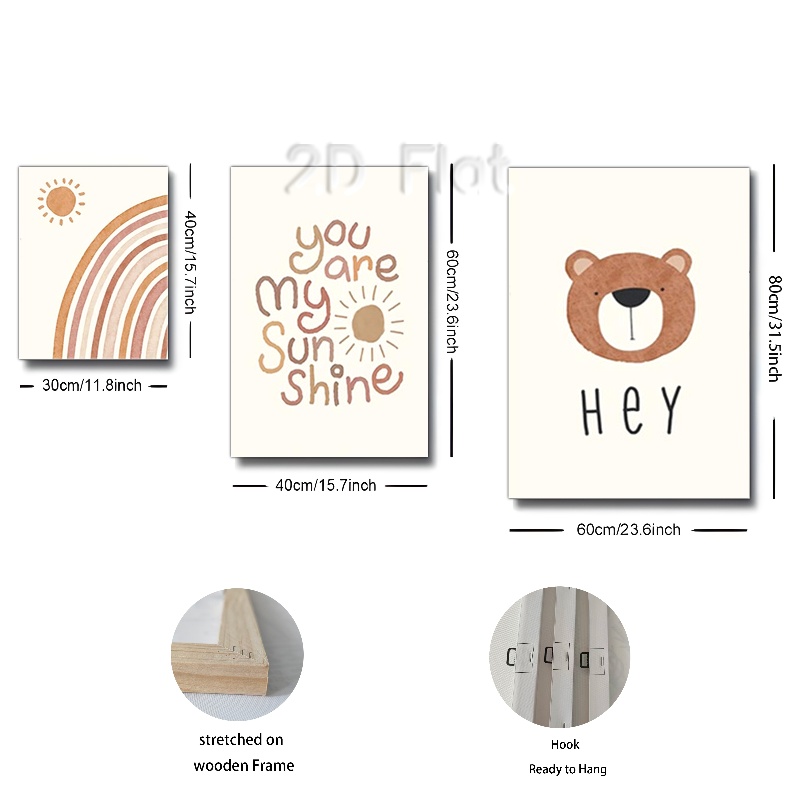 2D Flat
40cm/15.7inch
30cm/11.8inch
you
are
My
Sun
shine
60cm/23.6inch
40cm/15.7inch
HeY
80cm/31.5inch
60cm/23.6inch
stretched on
wooden Frame
Hook
Ready to Hang